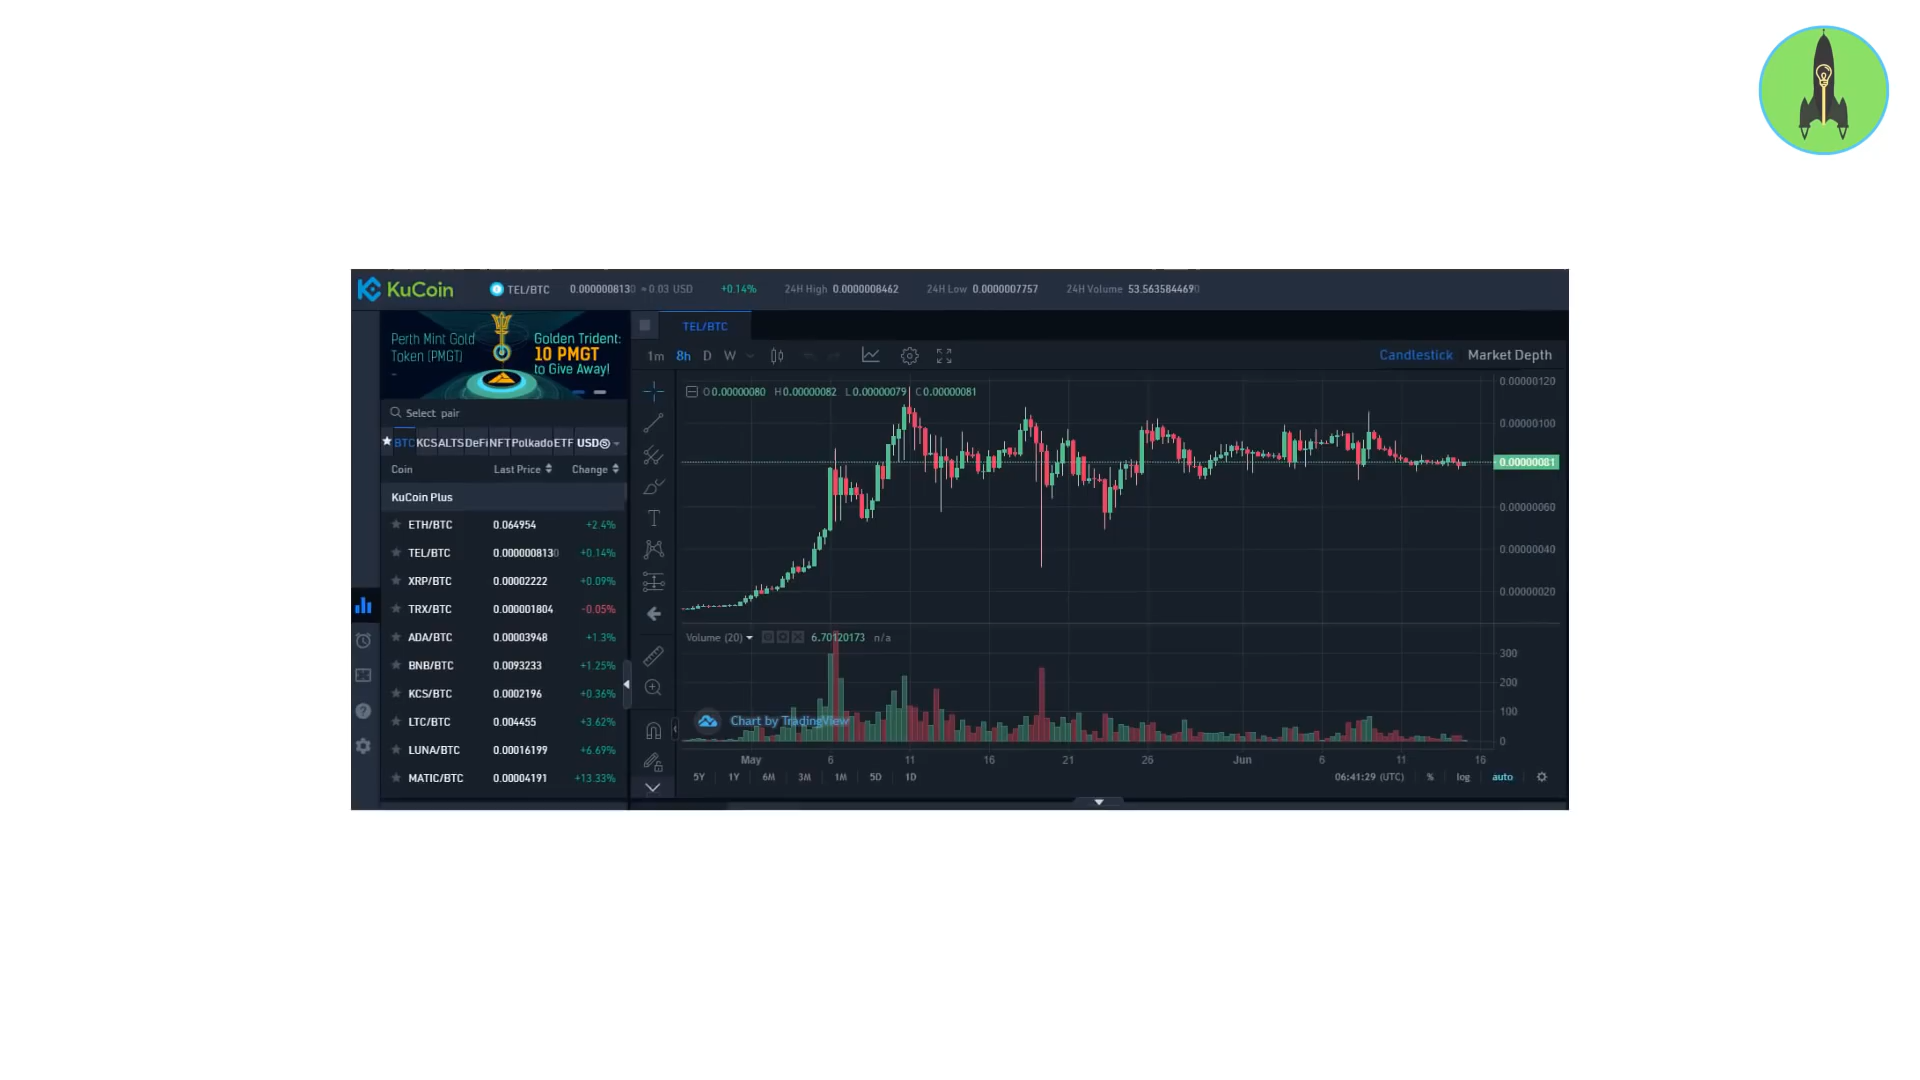 KuCoin TEL/BTC 0.0000008130 ≈ 0.03 USD +0.14% 24H High 0.0000008462 24H Low 0.0000007757 24H Volume 53.5635844690
Perth Mint Gold
Token (PMGT)
Golden Trident:
10 PMGT
to Give Away!
Select pair
BTC KCS ALTS DeFi NFT Polkado ETF USDⓈ
Coin Last Price Change
KuCoin Plus
ETH/BTC 0.064954 +2.4%
TEL/BTC 0.0000008130 +0.14%
XRP/BTC 0.00002222 +0.09%
TRX/BTC 0.000001804 -0.05%
ADA/BTC 0.00003948 +1.3%
BNB/BTC 0.0093233 +1.25%
KCS/BTC 0.0002196 +0.36%
LTC/BTC 0.004455 +3.62%
LUNA/BTC 0.00016199 +6.69%
MATIC/BTC 0.00004191 +13.33%
TEL/BTC
1m 8h D W Candlestick Market Depth
O 0.00000080 H 0.00000082 L 0.00000079 C 0.00000081
0.00000120
0.00000100
0.00000081
0.00000060
0.00000040
0.00000020
Volume (20) 6.70120173 n/a
300
200
100
0
Chart by TradingView
May 6 11 16 21 26 Jun 6 11 16
5Y 1Y 6M 3M 1M 5D 1D 06:41:29 (UTC) % log auto